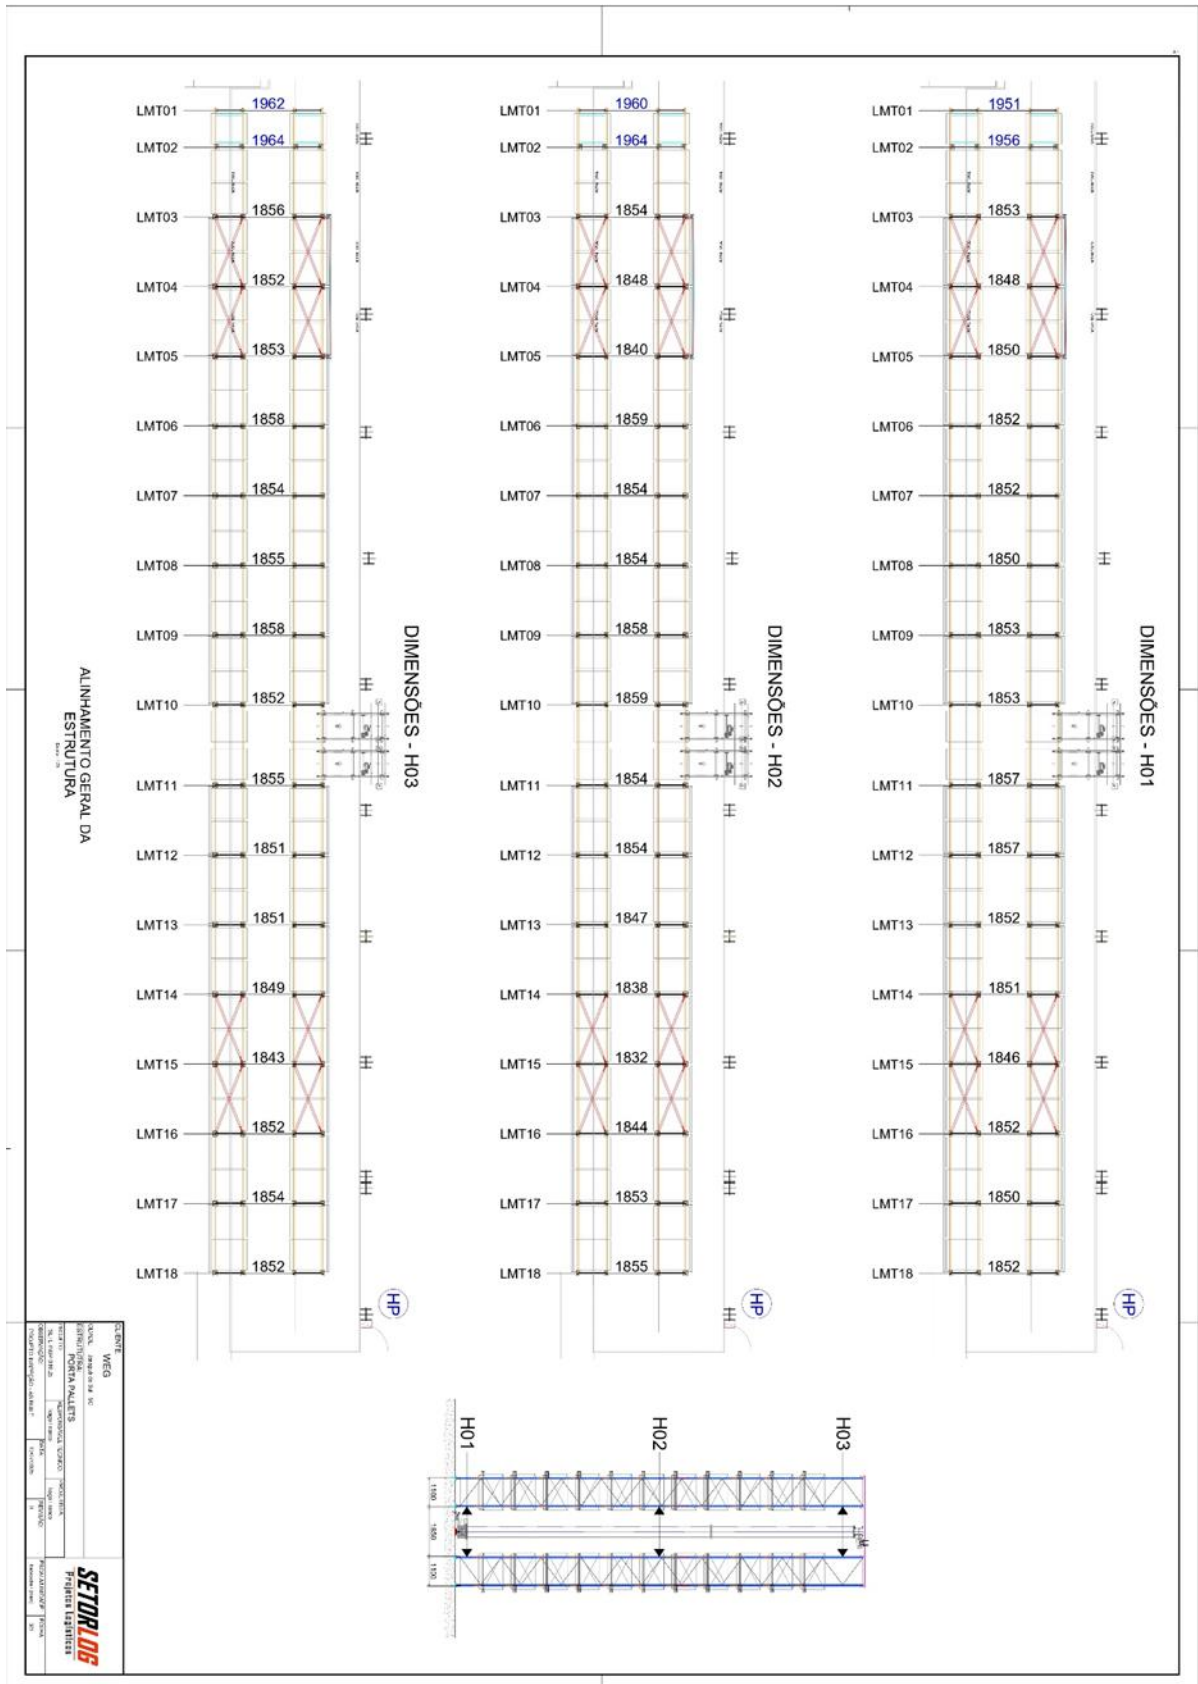 DIMENSÕES - H03
LMT01 1962
LMT02 1964
LMT03 1856
LMT04 1852
LMT05 1853
LMT06 1858
LMT07 1854
LMT08 1855
LMT09 1858
LMT10 1852
LMT11 1855
LMT12 1851
LMT13 1851
LMT14 1849
LMT15 1843
LMT16 1852
LMT17 1854
LMT18 1852
HP
DIMENSÕES - H02
LMT01 1960
LMT02 1964
LMT03 1854
LMT04 1848
LMT05 1840
LMT06 1859
LMT07 1854
LMT08 1854
LMT09 1858
LMT10 1859
LMT11 1854
LMT12 1854
LMT13 1847
LMT14 1838
LMT15 1832
LMT16 1844
LMT17 1853
LMT18 1855
HP
DIMENSÕES - H01
LMT01 1951
LMT02 1956
LMT03 1853
LMT04 1848
LMT05 1850
LMT06 1852
LMT07 1852
LMT08 1850
LMT09 1853
LMT10 1853
LMT11 1857
LMT12 1857
LMT13 1852
LMT14 1851
LMT15 1846
LMT16 1852
LMT17 1850
LMT18 1852
HP
ALINHAMENTO GERAL DA
ESTRUTURA
H03
H02
H01
1100
1850
1100
CLIENTE:
WEG
ESTRUTURA:
PORTA PALLETS
SETORLOG
Projetos Logísticos